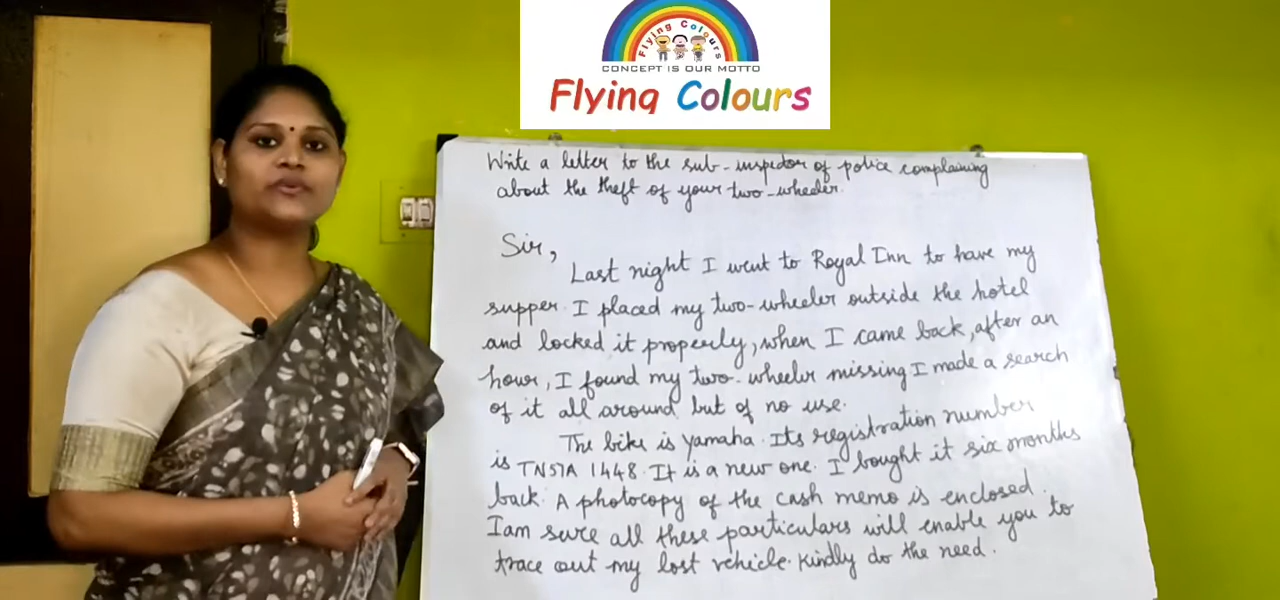 Flying Colours
CONCEPT IS OUR MOTTO
Flying Colours
Write a letter to the sub-inspector of police complaining
about the theft of your two-wheeler.
Sir,
Last night I went to Royal Inn to have my
supper. I placed my two-wheeler outside the hotel
and locked it properly, when I came back, after an
hour, I found my two-wheeler missing I made a search
of it all around but of no use.
The bike is Yamaha. Its registration number
is TN57A 1448. It is a new one. I bought it six months
back. A photocopy of the cash memo is enclosed.
I am sure all these particulars will enable you to
trace out my lost vehicle. Kindly do the need.